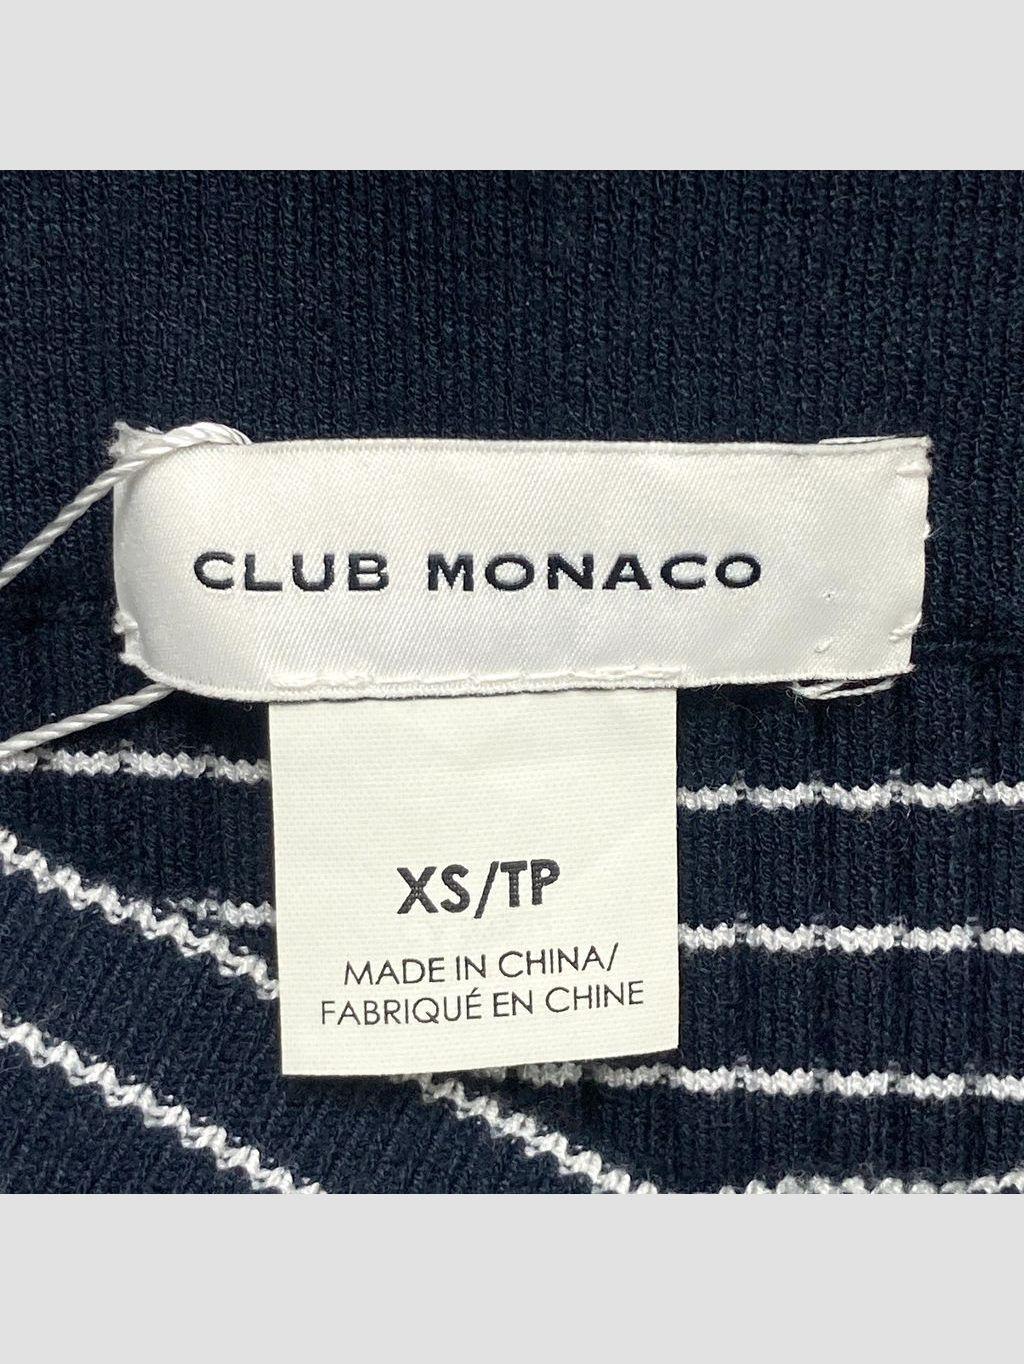 CLUB MONACO
XS/TP
MADE IN CHINA/
FABRIQUÉ EN CHINE